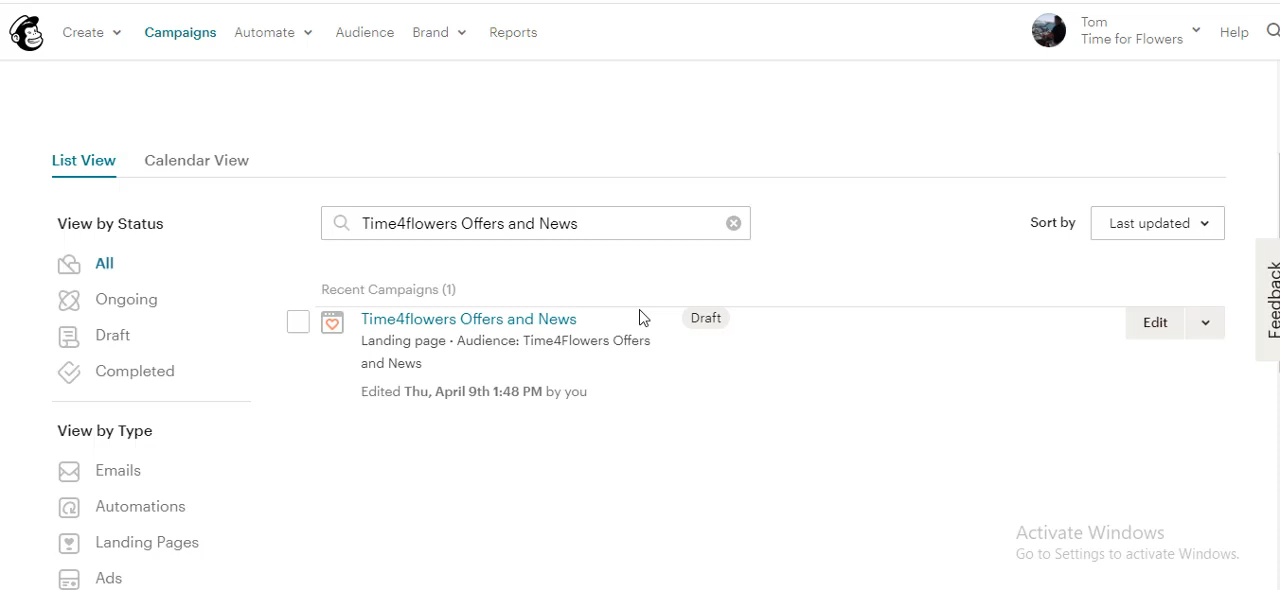 Create Campaigns Automate Audience Brand Reports
Tom
Time for Flowers
Help
List View Calendar View
View by Status
Time4flowers Offers and News
Sort by
Last updated
All
Ongoing
Draft
Completed
Recent Campaigns (1)
Time4flowers Offers and News
Draft
Landing page · Audience: Time4Flowers Offers
and News
Edited Thu, April 9th 1:48 PM by you
Edit
View by Type
Emails
Automations
Landing Pages
Ads
Feedback
Activate Windows
Go to Settings to activate Windows.